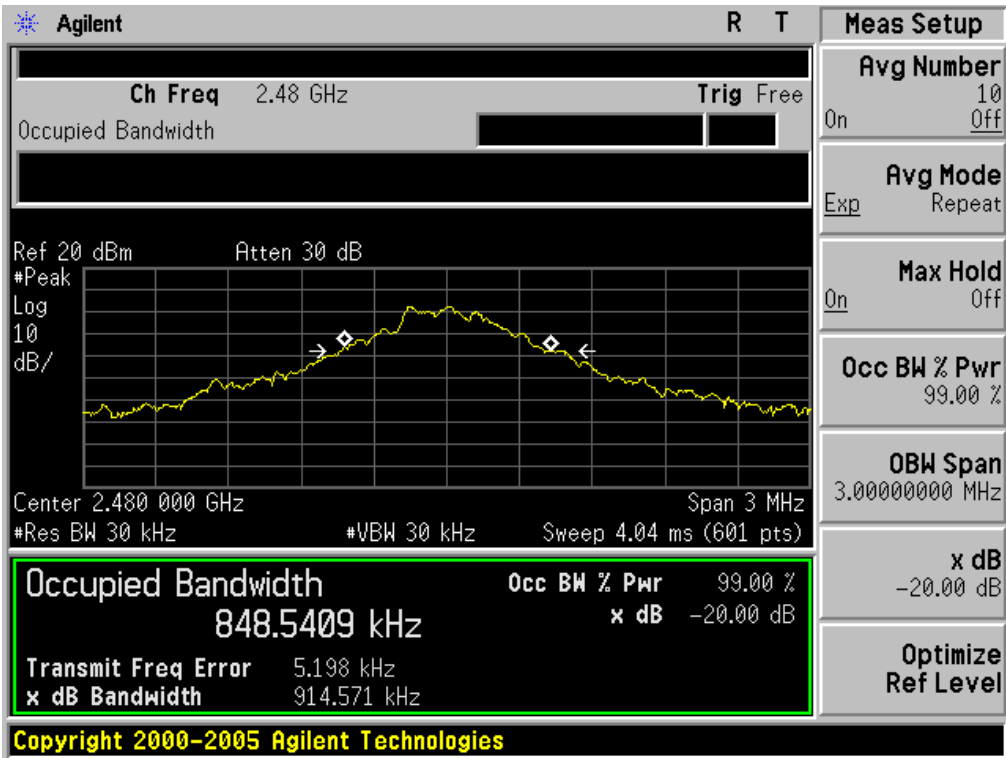 Agilent R T
Ch Freq 2.48 GHz Trig Free
Occupied Bandwidth
Ref 20 dBm Atten 30 dB
#Peak
Log
10
dB/
Center 2.480 000 GHz Span 3 MHz
#Res BW 30 kHz #VBW 30 kHz Sweep 4.04 ms (601 pts)
Occupied Bandwidth Occ BW % Pwr 99.00 %
848.5409 kHz x dB -20.00 dB
Transmit Freq Error 5.198 kHz
x dB Bandwidth 914.571 kHz
Copyright 2000-2005 Agilent Technologies
Meas Setup
Avg Number
10
On Off
Avg Mode
Exp Repeat
Max Hold
On Off
Occ BW % Pwr
99.00 %
OBW Span
3.00000000 MHz
x dB
-20.00 dB
Optimize
Ref Level